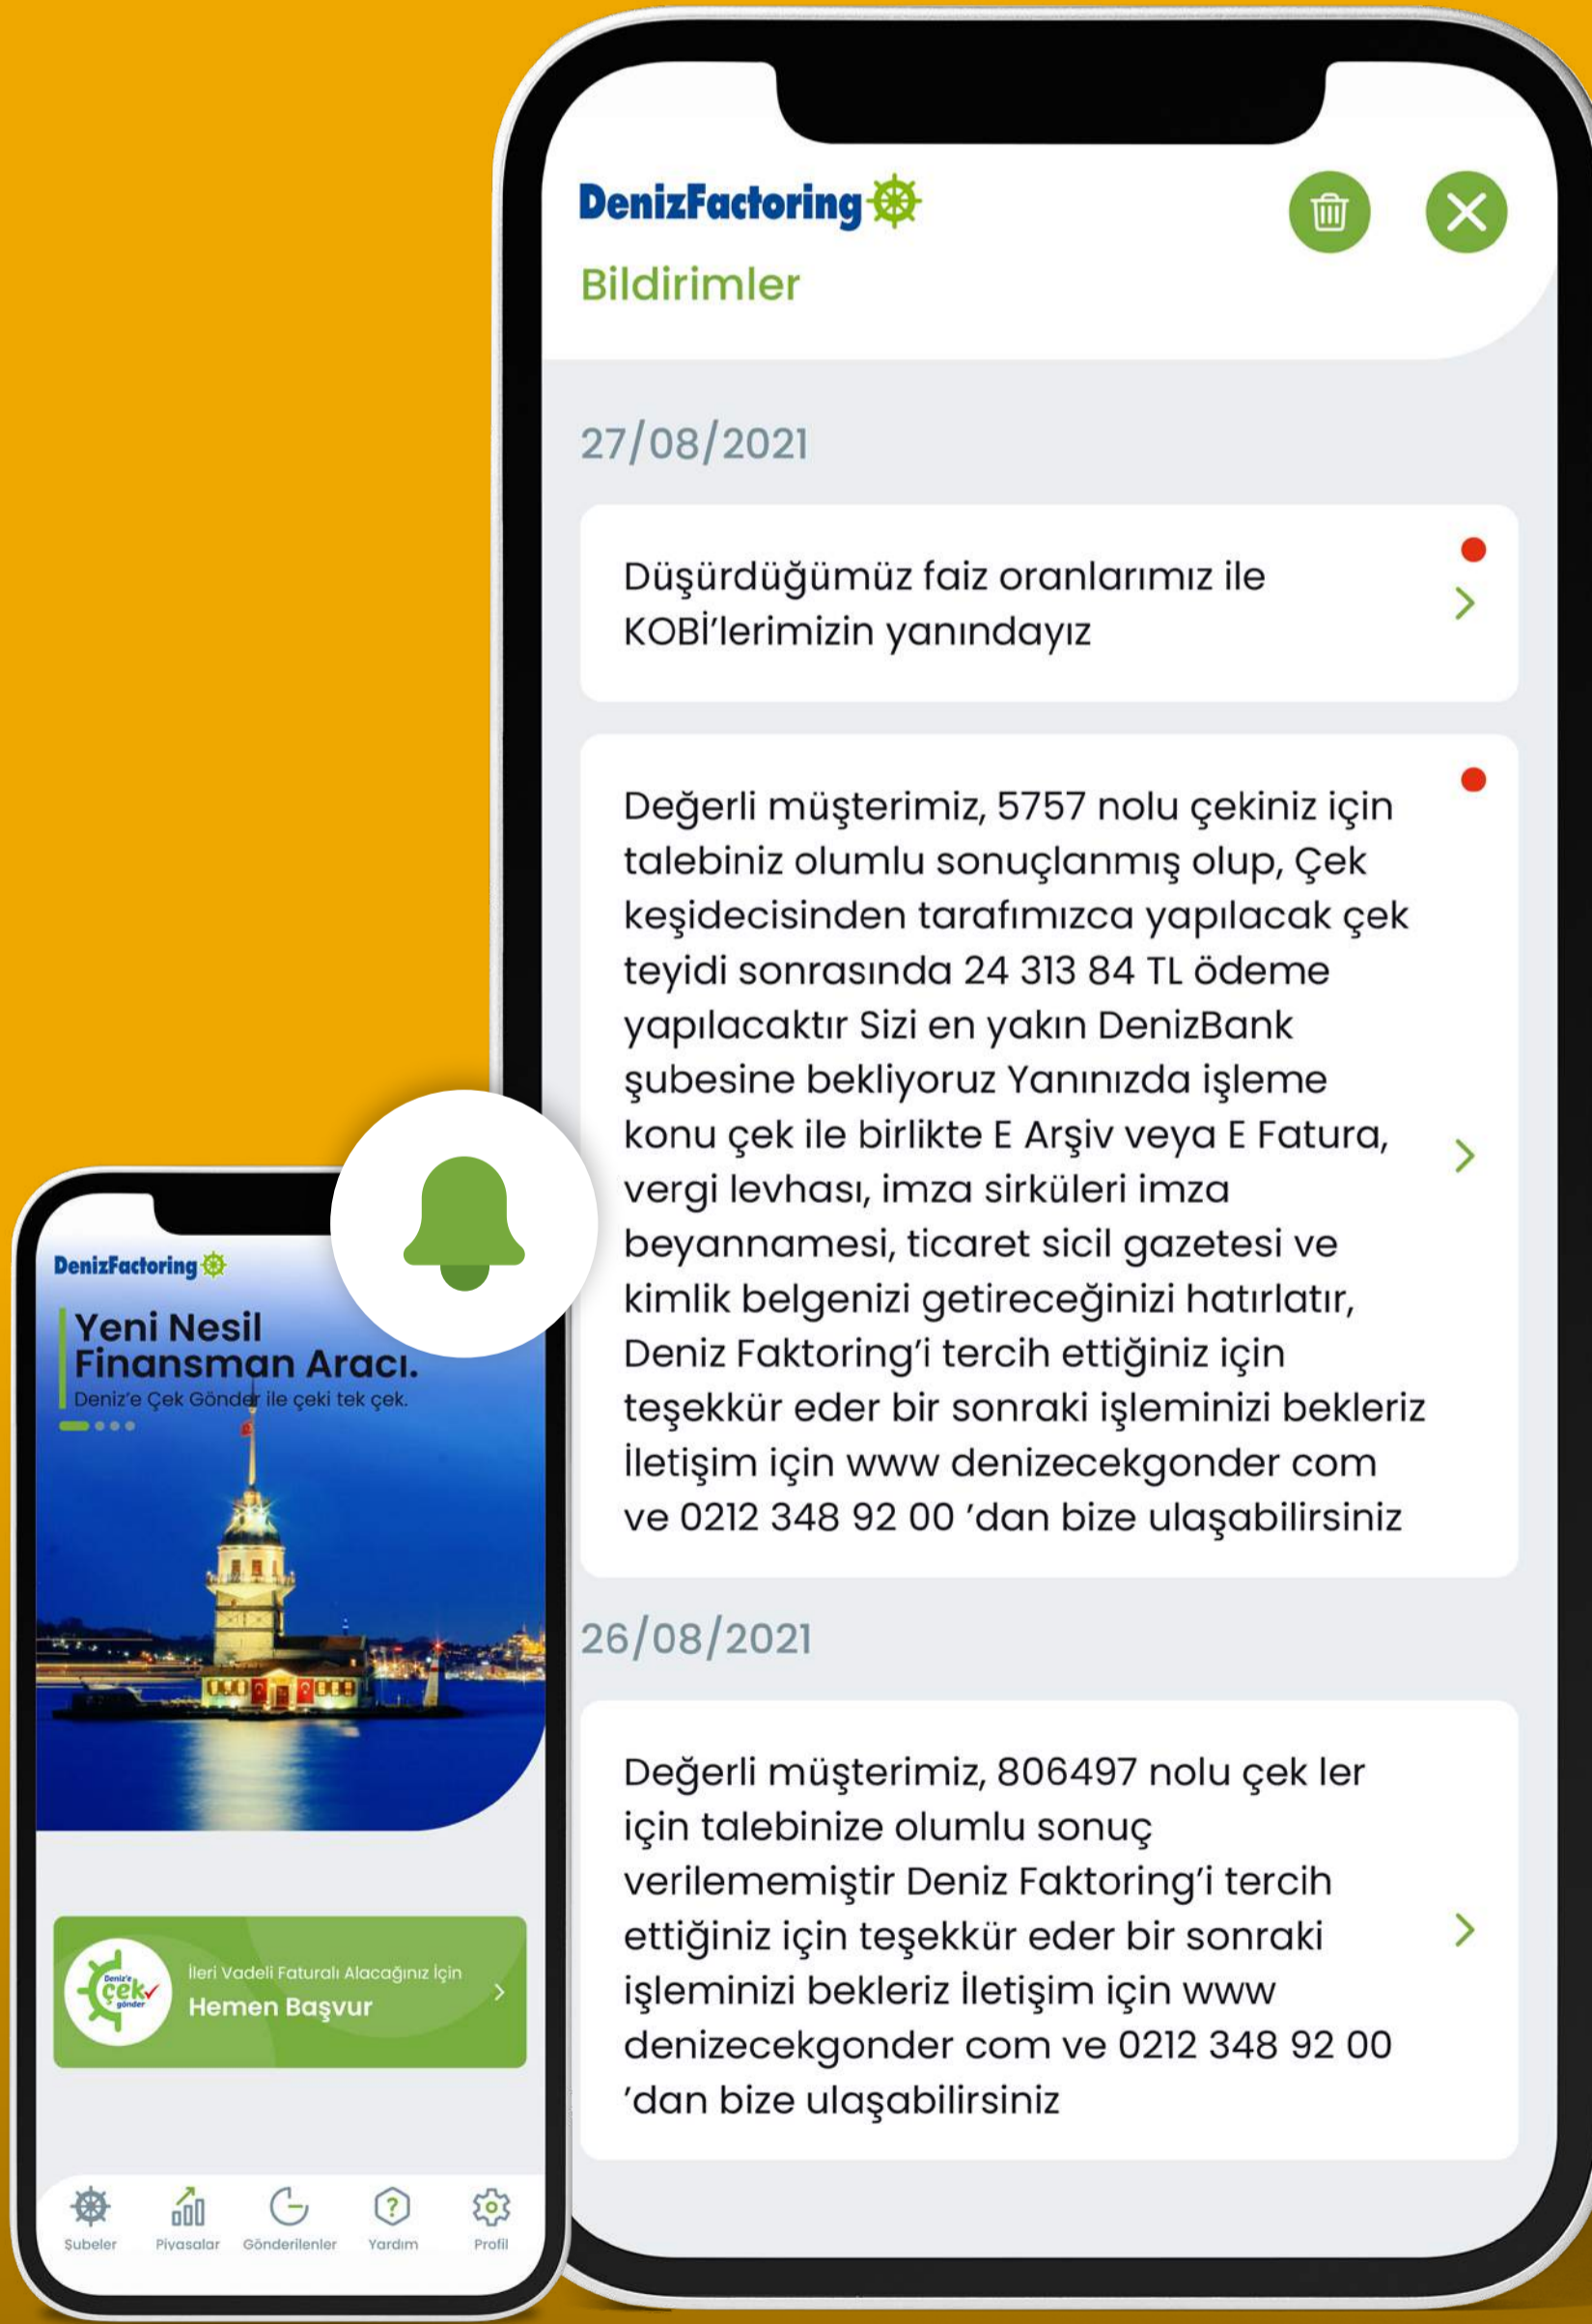 DenizFactoring
Bildirimler
27/08/2021
Düşürdüğümüz faiz oranlarımız ile
KOBİ'lerimizin yanındayız
Değerli müşterimiz, 5757 nolu çekiniz için
talebiniz olumlu sonuçlanmış olup, Çek
keşidecisinden tarafımızca yapılacak çek
teyidi sonrasında 24 313 84 TL ödeme
yapılacaktır Sizi en yakın DenizBank
şubesine bekliyoruz Yanınızda işleme
konu çek ile birlikte E Arşiv veya E Fatura,
vergi levhası, imza sirküleri imza
beyannamesi, ticaret sicil gazetesi ve
kimlik belgenizi getireceğinizi hatırlatır,
Deniz Faktoring'i tercih ettiğiniz için
teşekkür eder bir sonraki işleminizi bekleriz
İletişim için www denizecekgonder com
ve 0212 348 92 00 'dan bize ulaşabilirsiniz
26/08/2021
Değerli müşterimiz, 806497 nolu çek ler
için talebinize olumlu sonuç
verilememiştir Deniz Faktoring'i tercih
ettiğiniz için teşekkür eder bir sonraki
işleminizi bekleriz İletişim için www
denizecekgonder com ve 0212 348 92 00
'dan bize ulaşabilirsiniz
DenizFactoring
Yeni Nesil
Finansman Aracı.
Deniz'e Çek Gönder ile çeki tek çek.
Deniz'e
çek
gönder
İleri Vadeli Faturalı Alacağınız İçin
Hemen Başvur
Şubeler
Piyasalar
Gönderilenler
Yardım
Profil